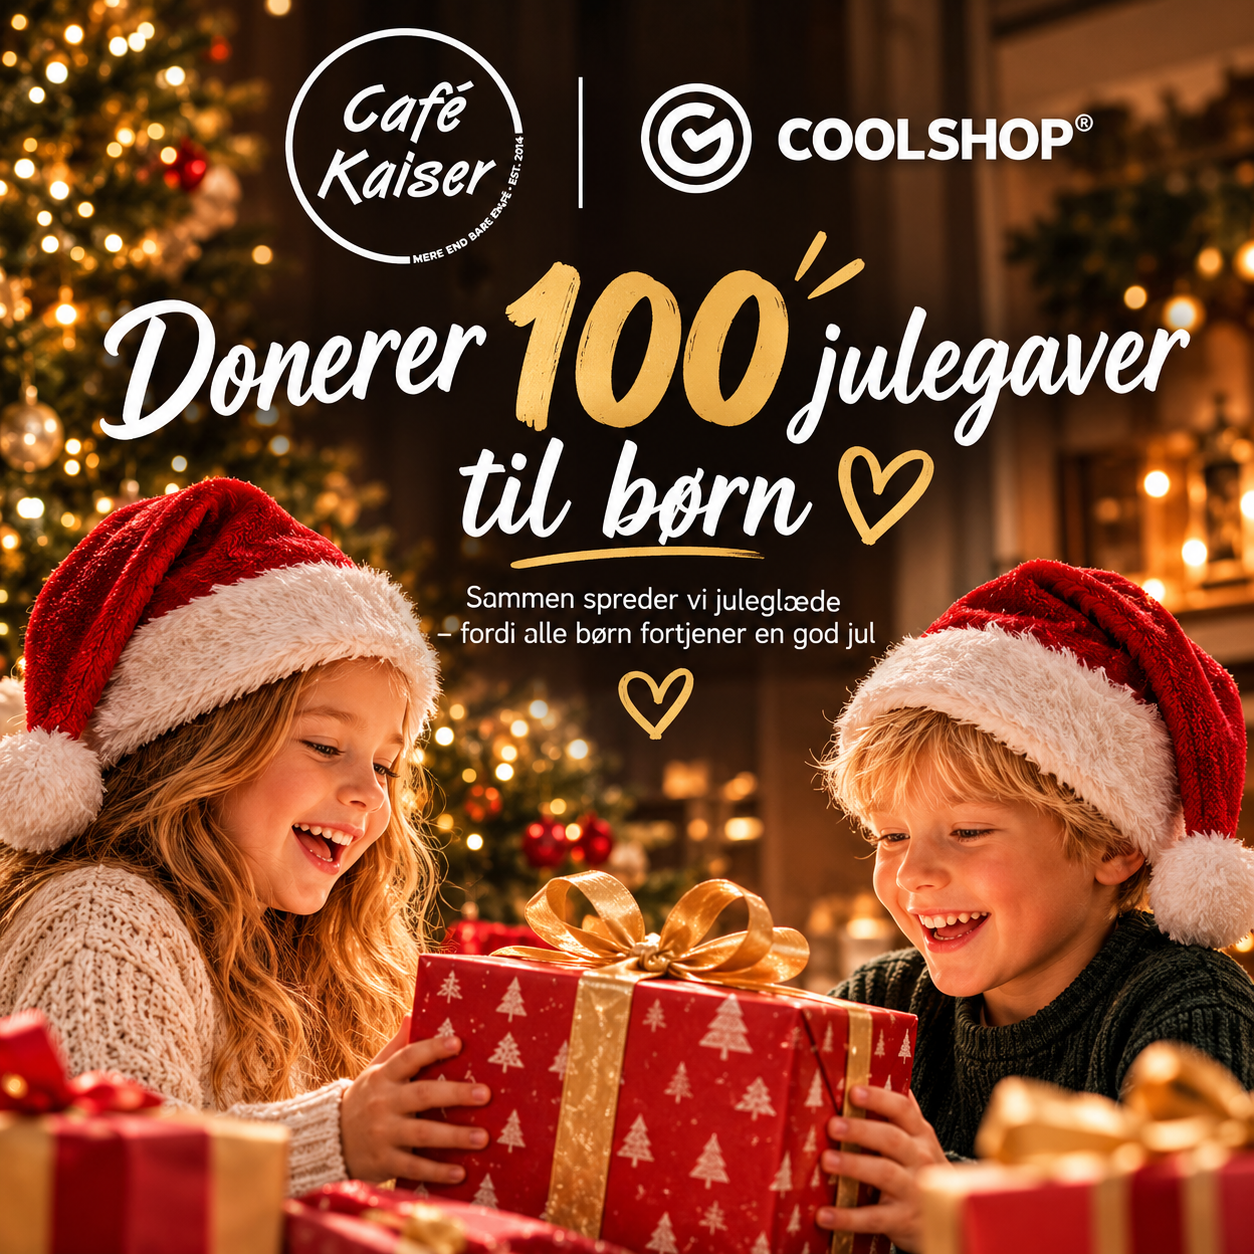 Café
Kaiser
MERE END BARE EN CAFÉ · EST. 2014
COOLSHOP®
Donerer 100 julegaver
til børn
Sammen spreder vi juleglæde
– fordi alle børn fortjener en god jul